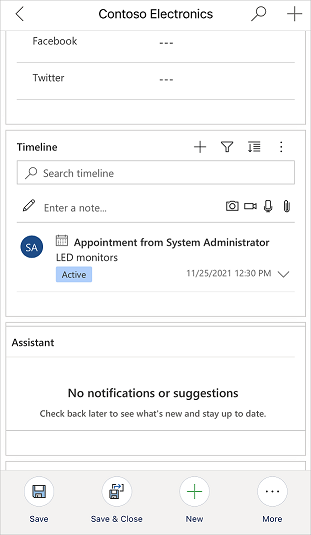 Contoso Electronics
Facebook ---
Twitter ---
Timeline
Search timeline
Enter a note...
SA
Appointment from System Administrator
LED monitors
Active 11/25/2021 12:30 PM
Assistant
No notifications or suggestions
Check back later to see what's new and stay up to date.
Save Save & Close New More